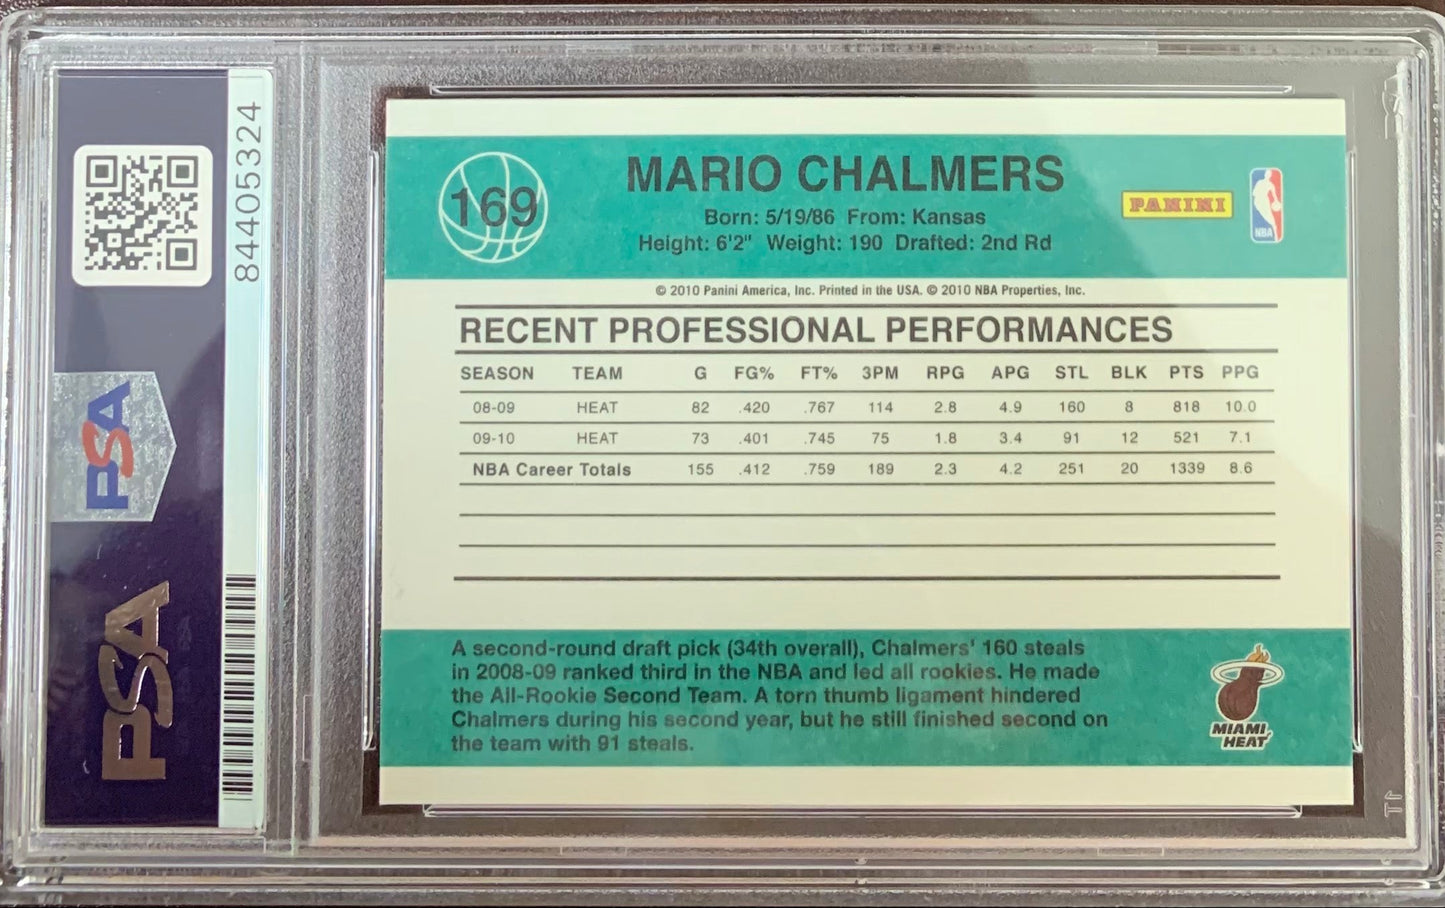 84405324
PSA
PSA
169
MARIO CHALMERS
Born: 5/19/86 From: Kansas
Height: 6'2" Weight: 190 Drafted: 2nd Rd
PANINI
NBA
© 2010 Panini America, Inc. Printed in the USA. © 2010 NBA Properties, Inc.
RECENT PROFESSIONAL PERFORMANCES
SEASON TEAM G FG% FT% 3PM RPG APG STL BLK PTS PPG
08-09 HEAT 82 .420 .767 114 2.8 4.9 160 8 818 10.0
09-10 HEAT 73 .401 .745 75 1.8 3.4 91 12 521 7.1
NBA Career Totals 155 .412 .759 189 2.3 4.2 251 20 1339 8.6
A second-round draft pick (34th overall), Chalmers' 160 steals
in 2008-09 ranked third in the NBA and led all rookies. He made
the All-Rookie Second Team. A torn thumb ligament hindered
Chalmers during his second year, but he still finished second on
the team with 91 steals.
MIAMI
HEAT